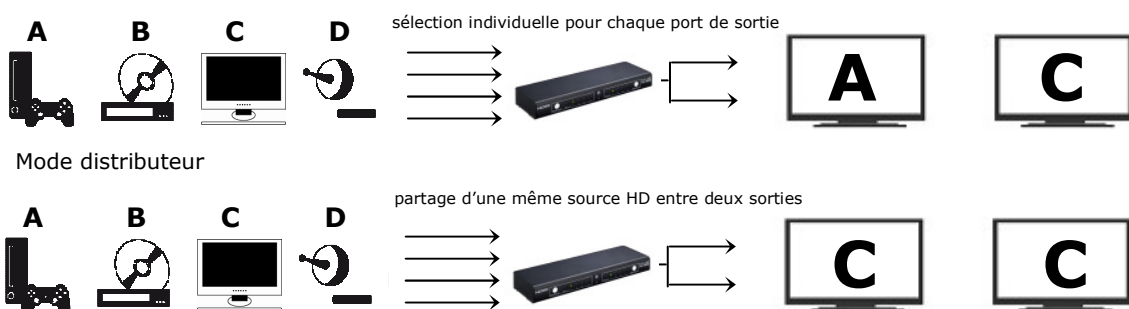 sélection individuelle pour chaque port de sortie
A B C D
A C
Mode distributeur
partage d'une même source HD entre deux sorties
A B C D
C C